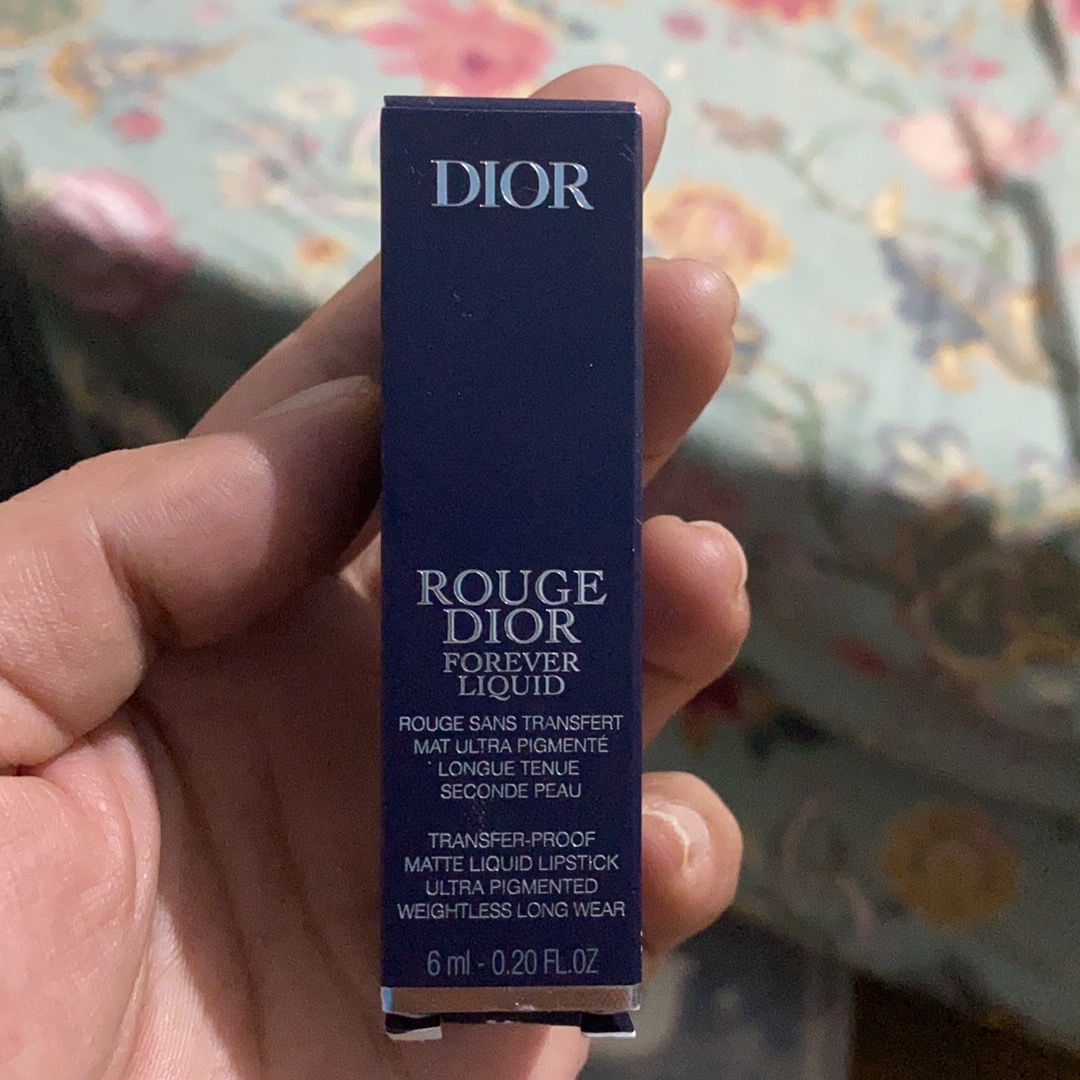 DIOR
ROUGE
DIOR
FOREVER
LIQUID
ROUGE SANS TRANSFERT
MAT ULTRA PIGMENTÉ
LONGUE TENUE
SECONDE PEAU
TRANSFER-PROOF
MATTE LIQUID LIPSTICK
ULTRA PIGMENTED
WEIGHTLESS LONG WEAR
6 ml - 0.20 FL.OZ